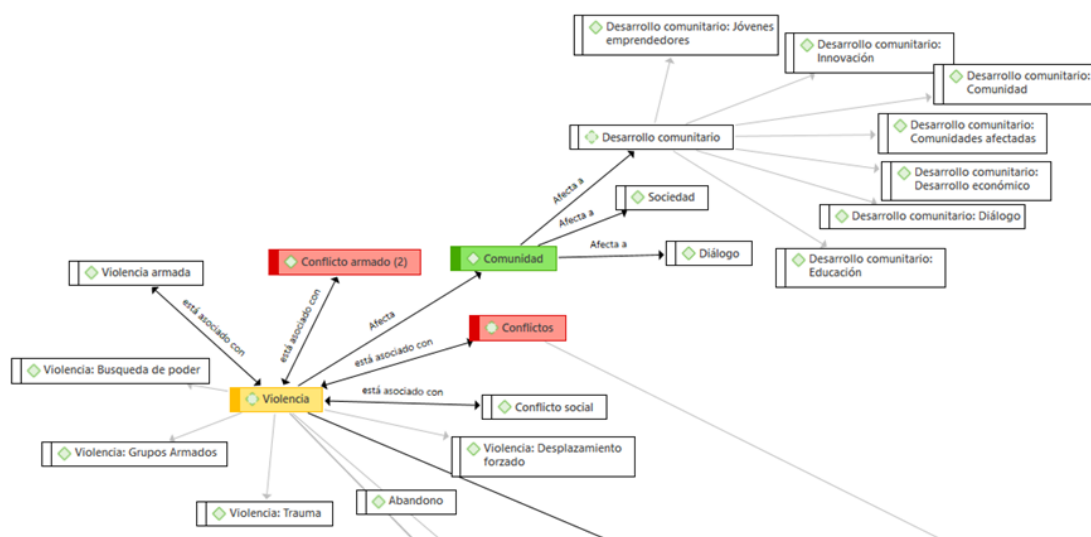 Desarrollo comunitario: Jóvenes
emprendedores
Desarrollo comunitario:
Innovación
Desarrollo comunitario:
Comunidad
Desarrollo comunitario
Desarrollo comunitario:
Comunidades afectadas
Desarrollo comunitario:
Desarrollo económico
Desarrollo comunitario: Diálogo
Desarrollo comunitario:
Educación
Afecta a
Sociedad
Afecta a
Afecta a
Diálogo
Comunidad
Conflicto armado (2)
Violencia armada
está asociado con
está asociado con
Afecta
Conflictos
está asociado con
Violencia: Busqueda de poder
Violencia
está asociado con
Conflicto social
Violencia: Grupos Armados
Violencia: Desplazamiento
forzado
Violencia: Trauma
Abandono